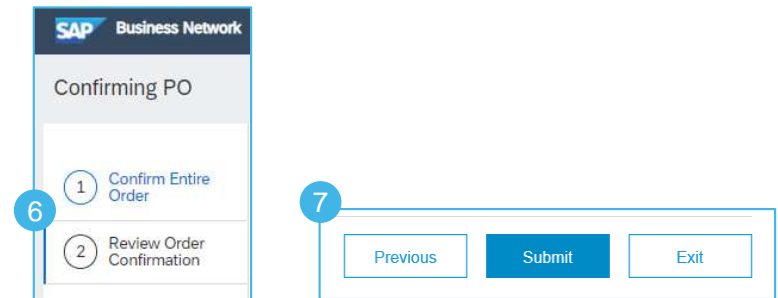 SAP Business Network
Confirming PO
1 Confirm Entire
Order
6
2 Review Order
Confirmation
7
Previous Submit Exit